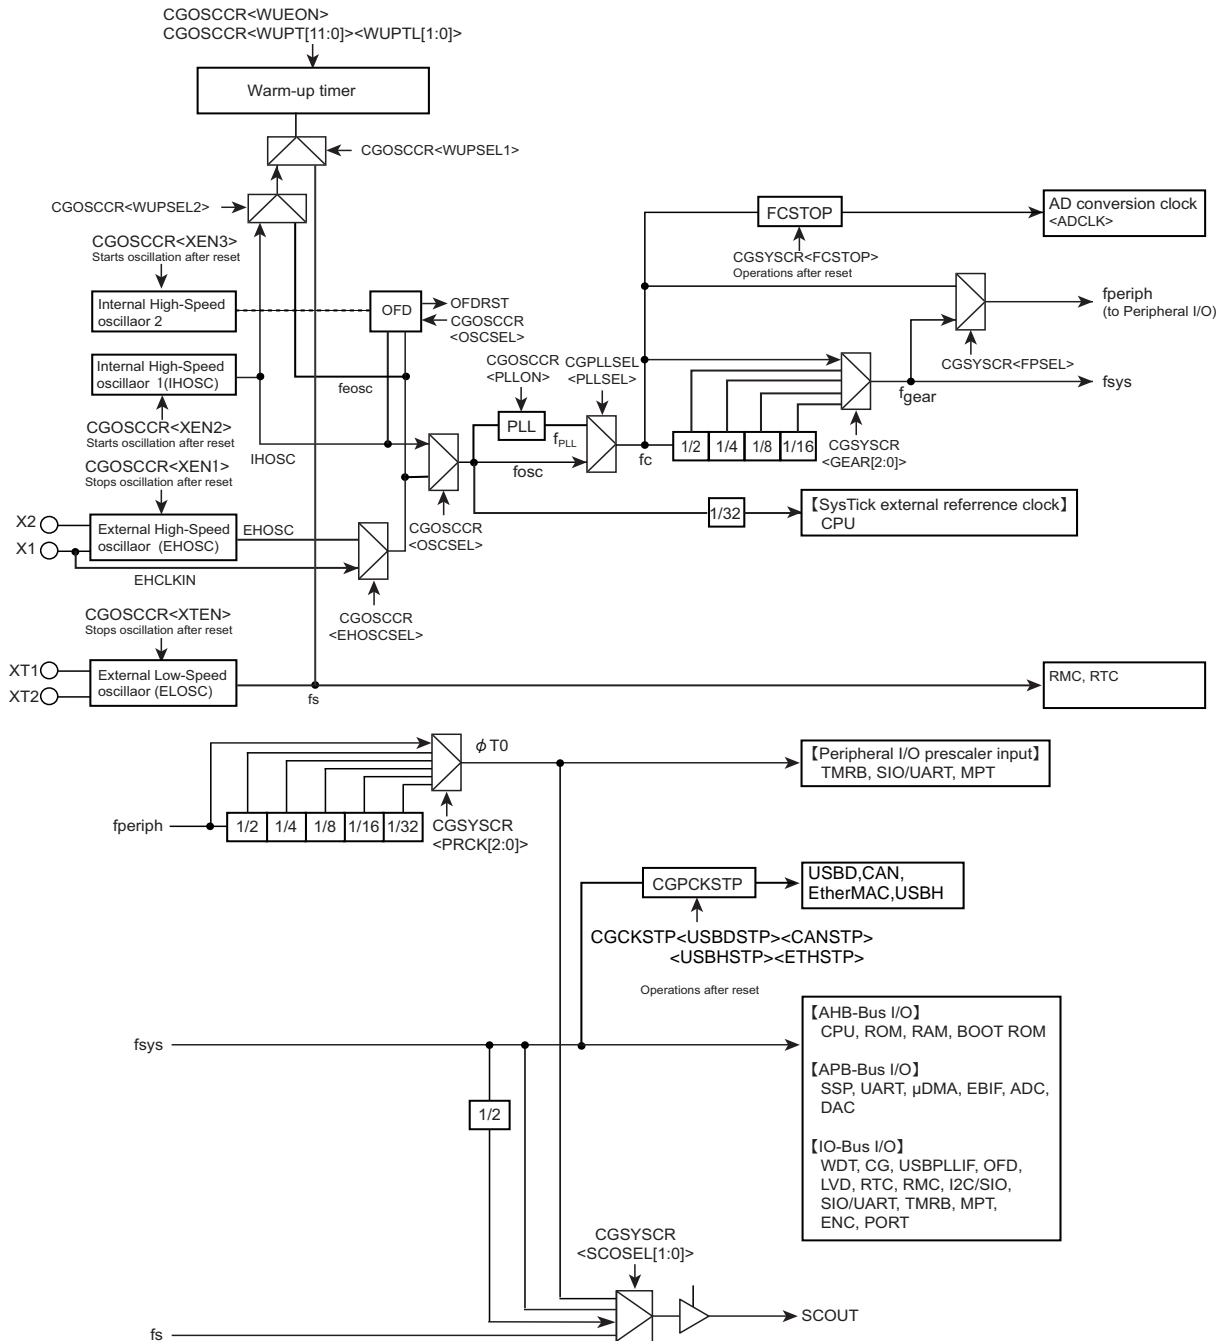 CGOSCCR<WUEON>
CGOSCCR<WUPT[11:0]><WUPTL[1:0]>
Warm-up timer
CGOSCCR<WUPSEL1>
CGOSCCR<WUPSEL2>
CGOSCCR<XEN3>
Starts oscillation after reset
Internal High-Speed
oscillaor 2
OFD
OFDRST
CGOSCCR
<OSCSEL>
Internal High-Speed
oscillaor 1(IHOSC)
CGOSCCR<XEN2>
Starts oscillation after reset
IHOSC
feosc
CGOSCCR<XEN1>
Stops oscillation after reset
X2
X1
External High-Speed
oscillaor (EHOSC)
EHOSC
EHCLKIN
CGOSCCR
<EHOSCSEL>
CGOSCCR
<OSCSEL>
CGOSCCR
<PLLON>
CGPLLSEL
<PLLSEL>
PLL
fPLL
fosc
fc
FCSTOP
CGSYSCR<FCSTOP>
Operations after reset
AD conversion clock
<ADCLK>
fperiph
(to Peripheral I/O)
CGSYSCR<FPSEL>
fgear
fsys
1/2
1/4
1/8
1/16
CGSYSCR
<GEAR[2:0]>
1/32
【SysTick external referrence clock】
CPU
CGOSCCR<XTEN>
Stops oscillation after reset
XT1
XT2
External Low-Speed
oscillaor (ELOSC)
fs
RMC, RTC
fperiph
1/2
1/4
1/8
1/16
1/32
CGSYSCR
<PRCK[2:0]>
ϕT0
【Peripheral I/O prescaler input】
TMRB, SIO/UART, MPT
CGPCKSTP
USBD,CAN,
EtherMAC,USBH
CGCKSTP<USBDSTP><CANSTP>
<USBHSTP><ETHSTP>
Operations after reset
fsys
1/2
【AHB-Bus I/O】
CPU, ROM, RAM, BOOT ROM
【APB-Bus I/O】
SSP, UART, µDMA, EBIF, ADC,
DAC
【IO-Bus I/O】
WDT, CG, USBPLLIF, OFD,
LVD, RTC, RMC, I2C/SIO,
SIO/UART, TMRB, MPT,
ENC, PORT
CGSYSCR
<SCOSEL[1:0]>
SCOUT
fs